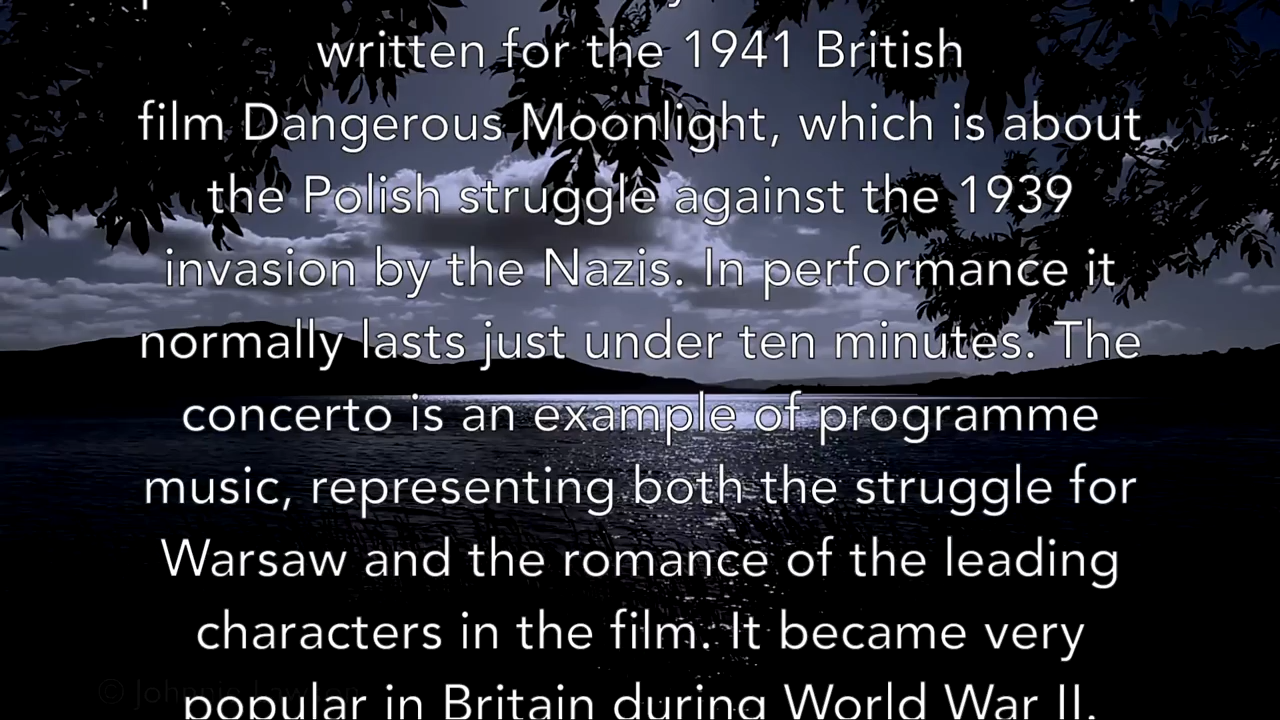 written for the 1941 British
film Dangerous Moonlight, which is about
the Polish struggle against the 1939
invasion by the Nazis. In performance it
normally lasts just under ten minutes. The
concerto is an example of programme
music, representing both the struggle for
Warsaw and the romance of the leading
characters in the film. It became very
popular in Britain during World War II.
© Johnnie Lawson